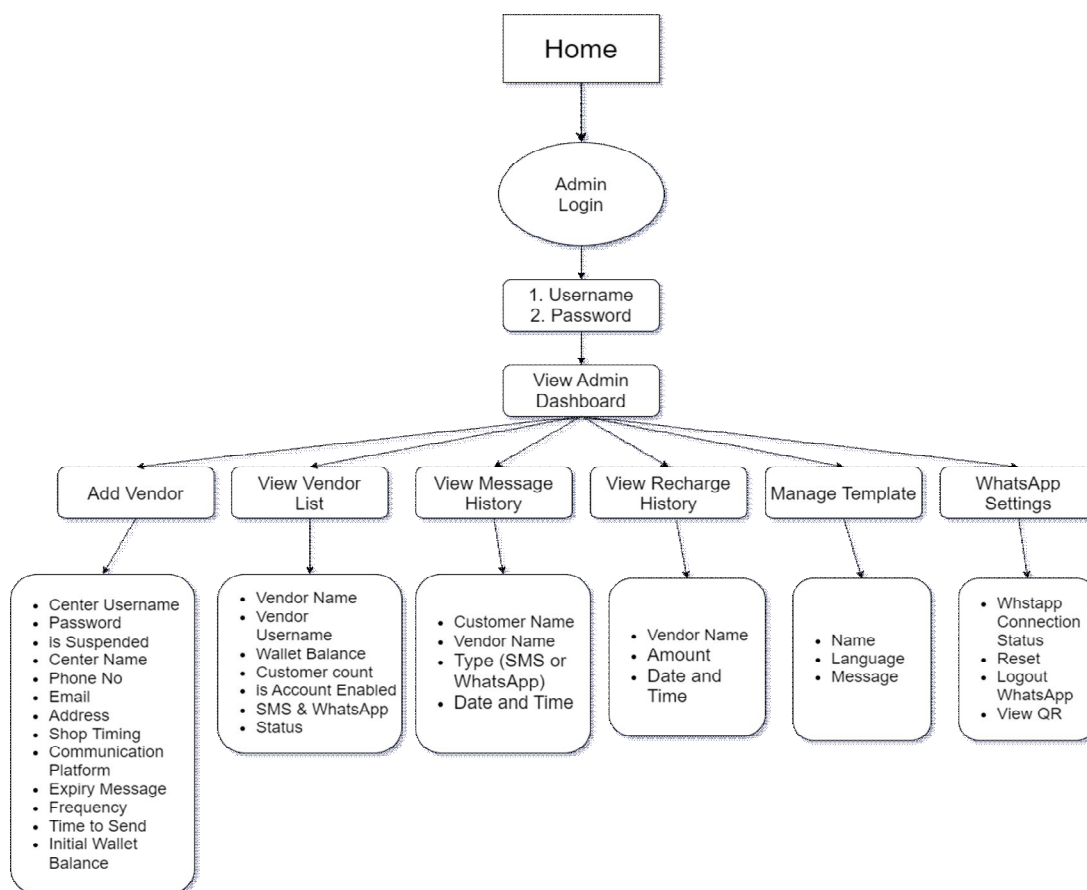 Home
Admin
Login
1. Username
2. Password
View Admin
Dashboard
Add Vendor
View Vendor
List
View Message
History
View Recharge
History
Manage Template
WhatsApp
Settings
• Center Username
• Password
• is Suspended
• Center Name
• Phone No
• Email
• Address
• Shop Timing
• Communication
Platform
• Expiry Message
• Frequency
• Time to Send
• Initial Wallet
Balance
• Vendor Name
• Vendor
Username
• Wallet Balance
• Customer count
• is Account Enabled
• SMS & WhatsApp
• Status
• Customer Name
• Vendor Name
• Type (SMS or
WhatsApp)
• Date and Time
• Vendor Name
• Amount
• Date and
Time
• Name
• Language
• Message
• Whstapp
Connection
Status
• Reset
• Logout
WhatsApp
• View QR